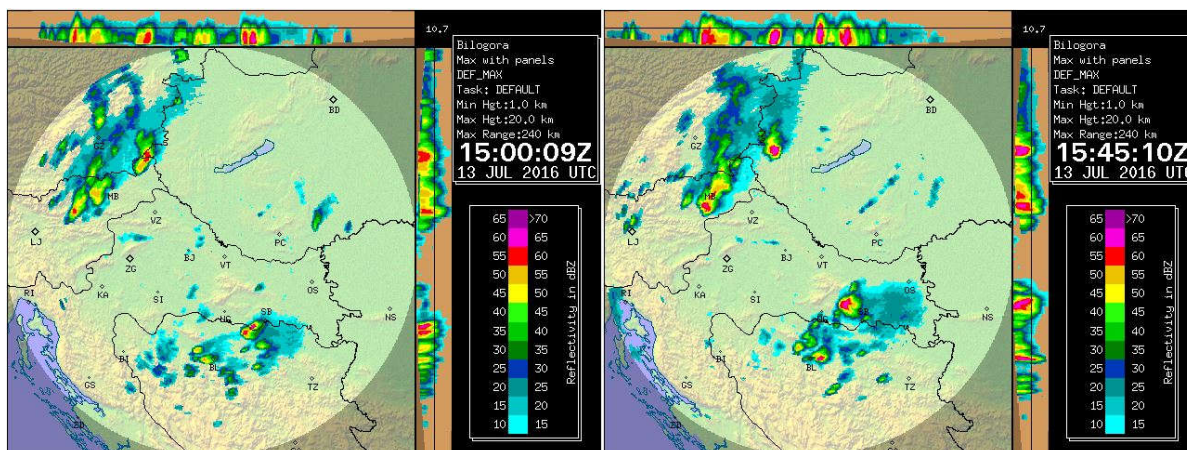 10,7
Bilogora
Max with panels
DEF_MAX
Task: DEFAULT
Min Hgt:1.0 km
Max Hgt:20.0 km
Max Range:240 km
15:00:09Z
13 JUL 2016 UTC
65 >70
60 65
55 60
50 55
45 50
40 45
35 40
30 35
25 30
20 25
15 20
10 15
Reflectivity in dBZ
BD
GZ
MB
VZ
LJ
PC
ZG
BJ
VT
RI
KA
SI
OS
NG
SB
NS
BI
BL
GS
TZ
ZD
10,7
Bilogora
Max with panels
DEF_MAX
Task: DEFAULT
Min Hgt:1.0 km
Max Hgt:20.0 km
Max Range:240 km
15:45:10Z
13 JUL 2016 UTC
65 >70
60 65
55 60
50 55
45 50
40 45
35 40
30 35
25 30
20 25
15 20
10 15
Reflectivity in dBZ
BD
GZ
MB
VZ
LJ
PC
ZG
BJ
VT
RI
KA
SI
OS
NG
SB
NS
BI
BL
GS
TZ
ZD